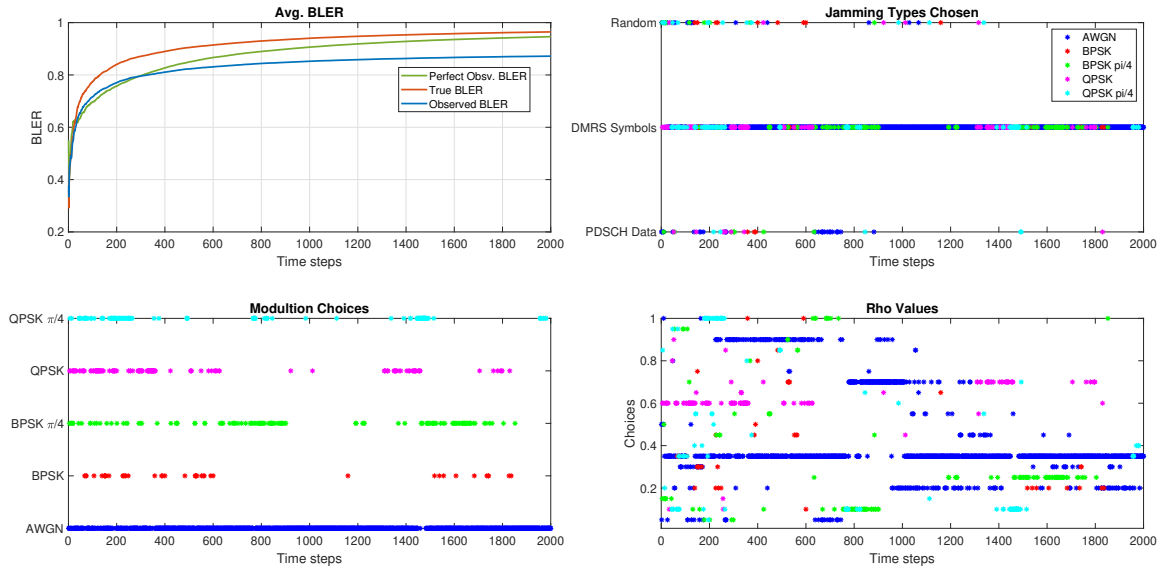 Avg. BLER
1
0.8
0.6
0.4
0.2
BLER
Perfect Obsv. BLER
True BLER
Observed BLER
0 200 400 600 800 1000 1200 1400 1600 1800 2000
Time steps
Jamming Types Chosen
Random
DMRS Symbols
PDSCH Data
AWGN
BPSK
BPSK pi/4
QPSK
QPSK pi/4
0 200 400 600 800 1000 1200 1400 1600 1800 2000
Time steps
Modultion Choices
QPSK π/4
QPSK
BPSK π/4
BPSK
AWGN
0 200 400 600 800 1000 1200 1400 1600 1800 2000
Time steps
Rho Values
1
0.8
0.6
0.4
0.2
Choices
0 200 400 600 800 1000 1200 1400 1600 1800 2000
Time steps